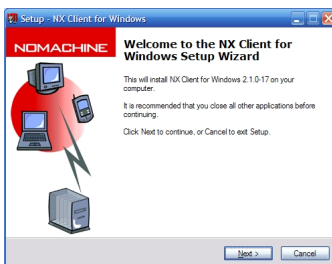 Setup - NX Client for Windows
NOMACHINE
Welcome to the NX Client for
Windows Setup Wizard
This will install NX Client for Windows 2.1.0-17 on your
computer.
It is recommended that you close all other applications before
continuing.
Click Next to continue, or Cancel to exit Setup.
Next >
Cancel